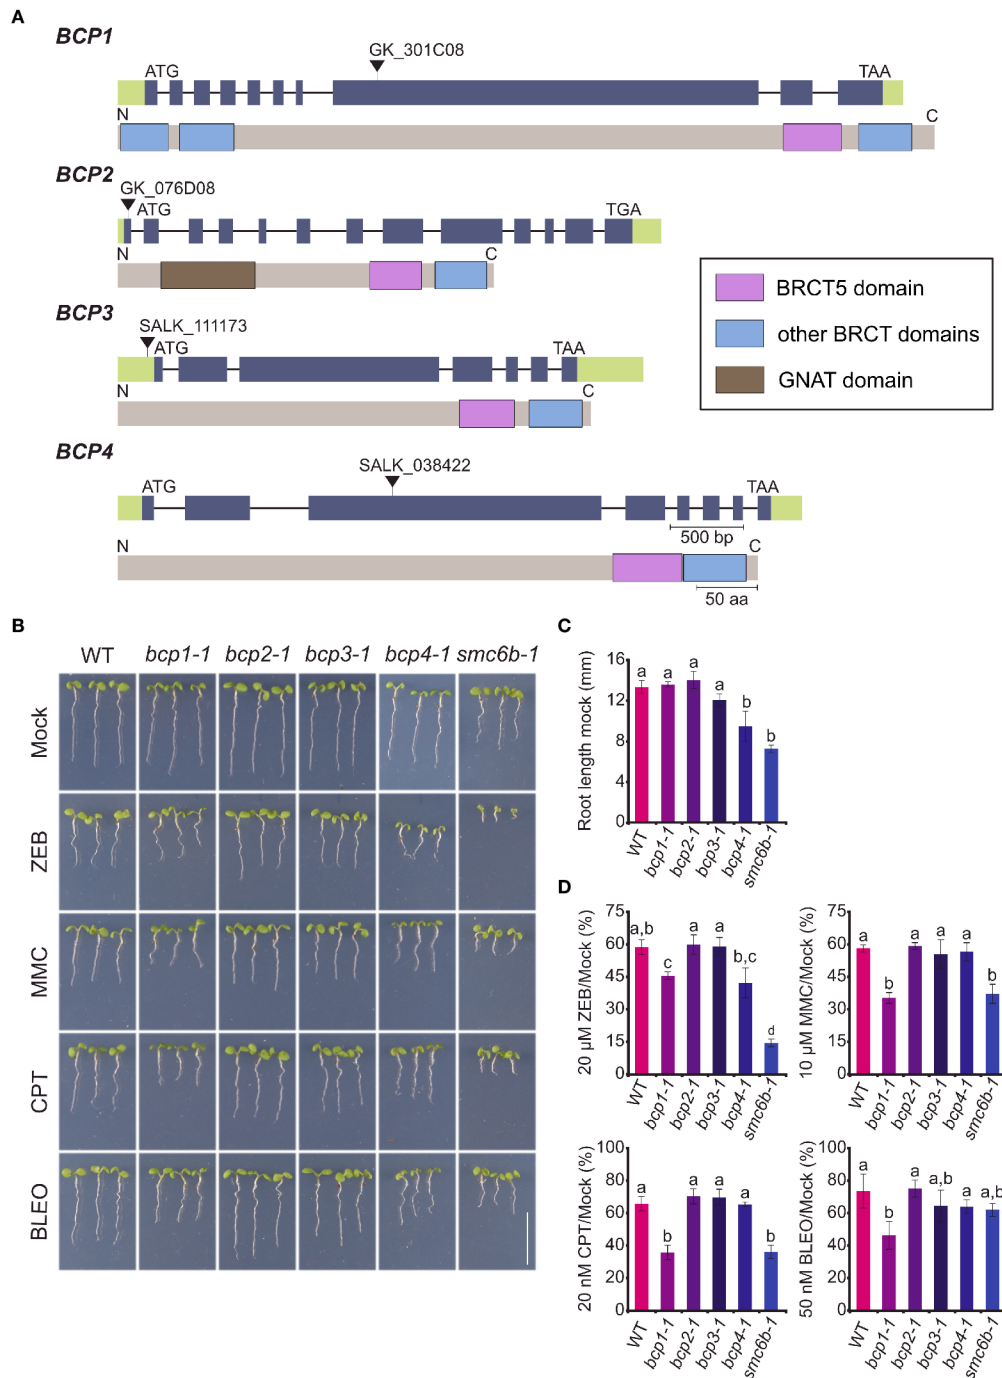 A
BCP1
GK_301C08
ATG
TAA
N
C
BCP2
GK_076D08
ATG
TGA
N
C
BCP3
SALK_111173
ATG
TAA
N
C
BCP4
SALK_038422
ATG
TAA
500 bp
N
C
50 aa
BRCT5 domain
other BRCT domains
GNAT domain
B
WT bcp1-1 bcp2-1 bcp3-1 bcp4-1 smc6b-1
Mock
ZEB
MMC
CPT
BLEO
C
Root length mock (mm)
16
12
8
4
0
a a a a b b
WT bcp1-1 bcp2-1 bcp3-1 bcp4-1 smc6b-1
D
20 µM ZEB/Mock (%)
75
60
45
30
15
0
a,b c a a b,c d
WT bcp1-1 bcp2-1 bcp3-1 bcp4-1 smc6b-1
10 µM MMC/Mock (%)
75
60
45
30
15
0
a b a a a b
WT bcp1-1 bcp2-1 bcp3-1 bcp4-1 smc6b-1
20 nM CPT/Mock (%)
100
80
60
40
20
0
a b a a a b
WT bcp1-1 bcp2-1 bcp3-1 bcp4-1 smc6b-1
50 nM BLEO/Mock (%)
100
80
60
40
20
0
a b a a,b a a,b
WT bcp1-1 bcp2-1 bcp3-1 bcp4-1 smc6b-1